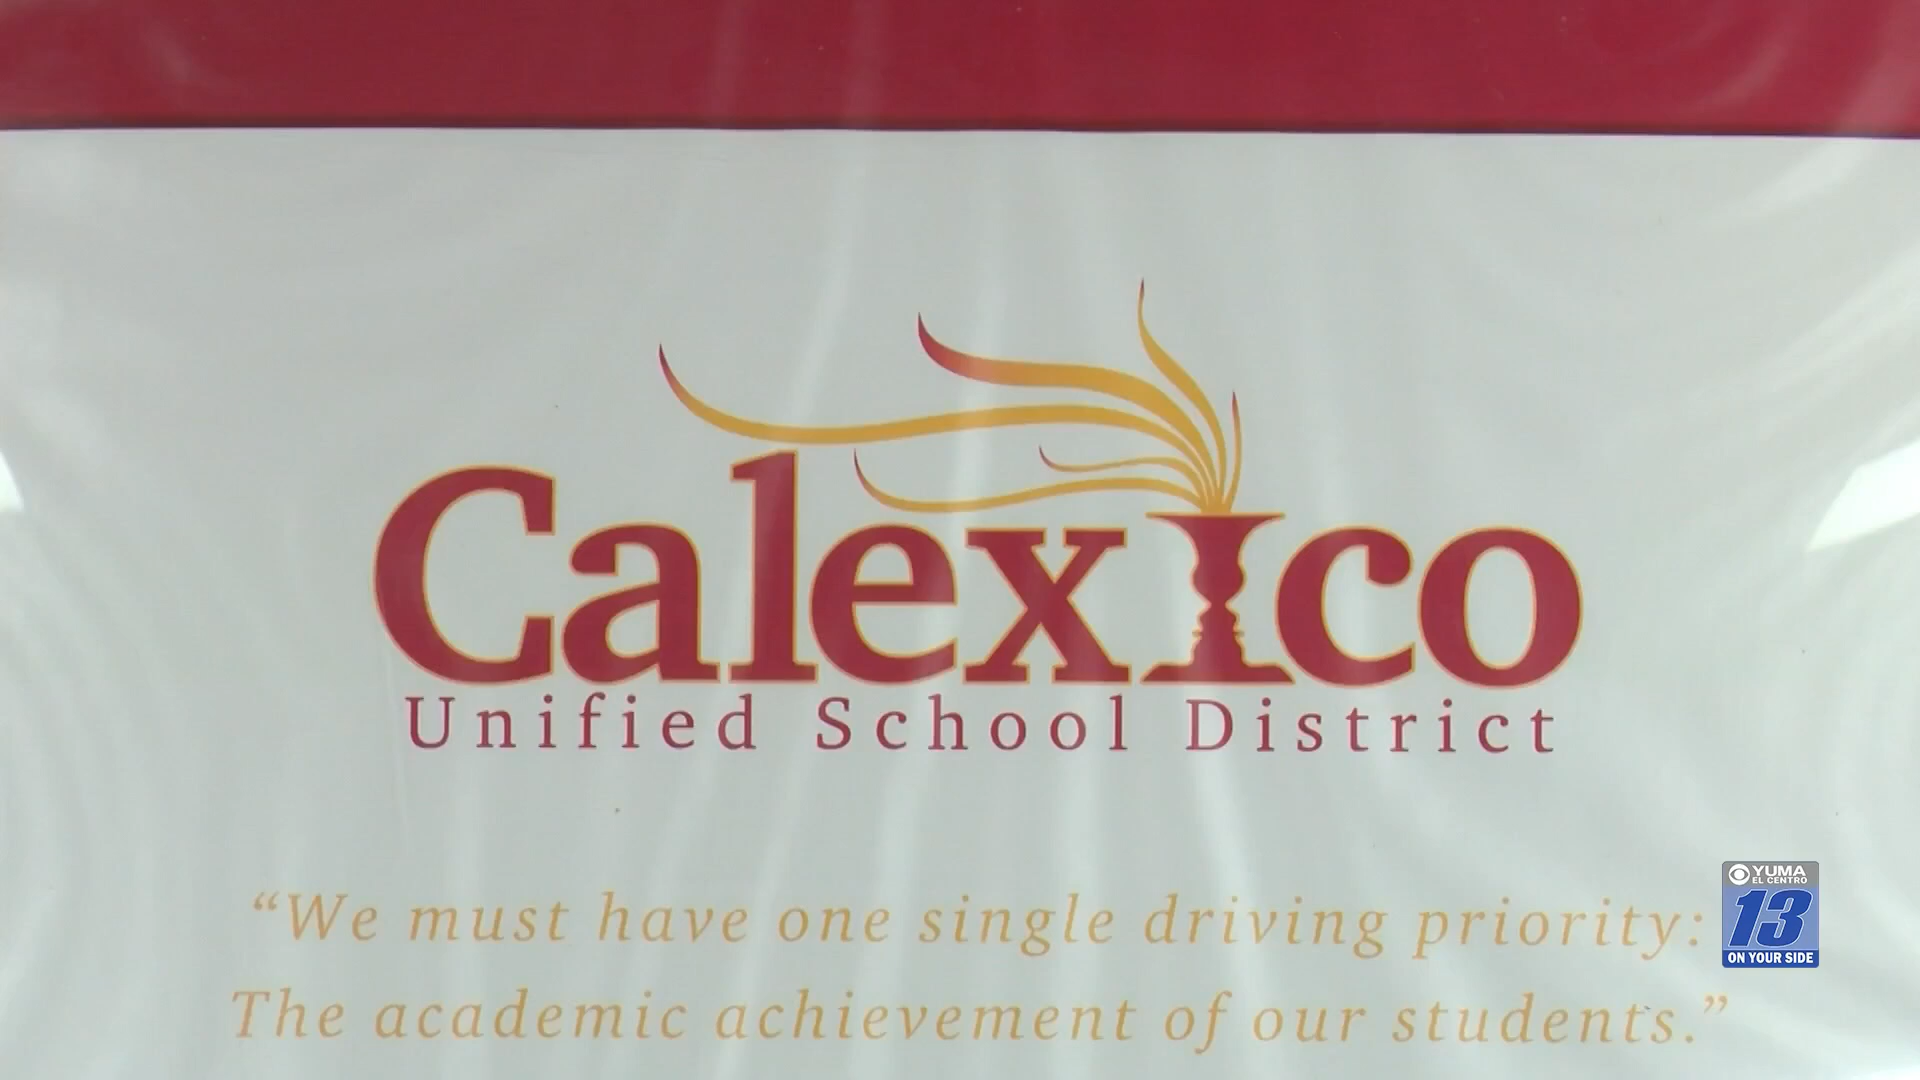 Calexico
Unified School District
“We must have one single driving priority:
The academic achievement of our students.”
YUMA
EL CENTRO
13
ON YOUR SIDE